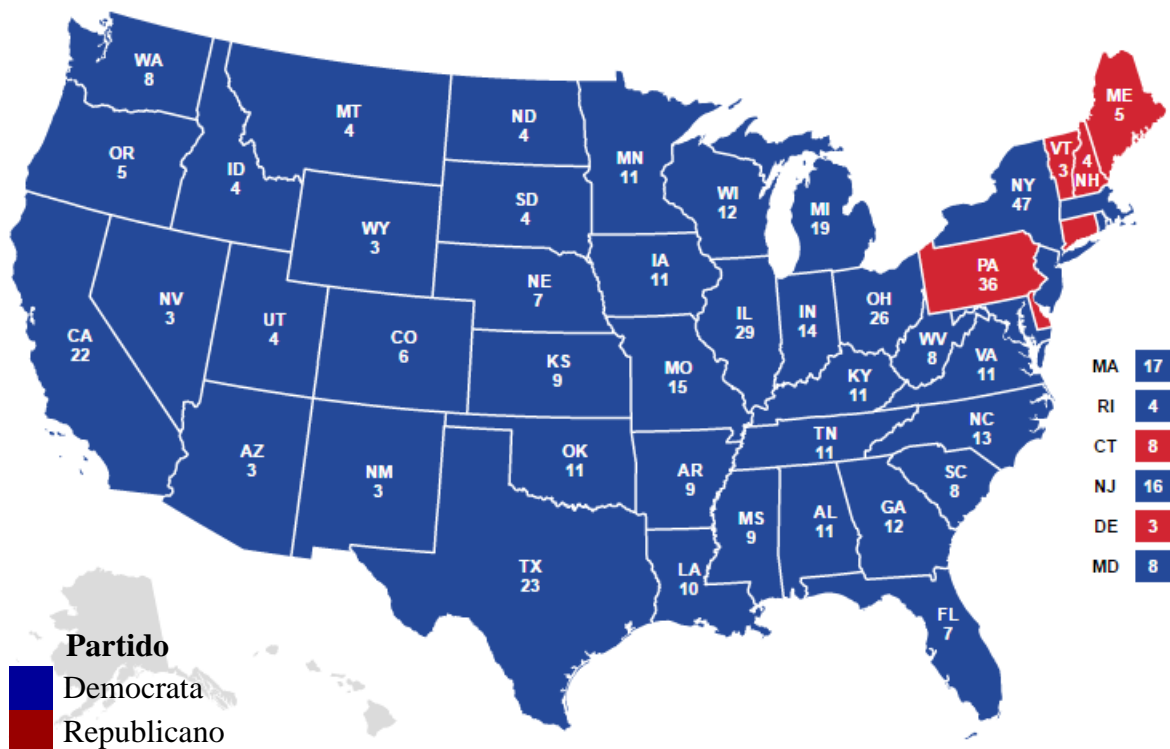 WA
8
OR
5
CA
22
NV
3
ID
4
MT
4
WY
3
UT
4
CO
6
AZ
3
NM
3
ND
4
SD
4
NE
7
KS
9
OK
11
TX
23
MN
11
IA
11
MO
15
AR
9
LA
10
WI
12
IL
29
MI
19
IN
14
OH
26
KY
11
TN
11
MS
9
AL
11
GA
12
FL
7
SC
8
NC
13
VA
11
WV
8
PA
36
NY
47
VT
3
4
NH
ME
5
MA 17
RI 4
CT 8
NJ 16
DE 3
MD 8
Partido
Democrata
Republicano